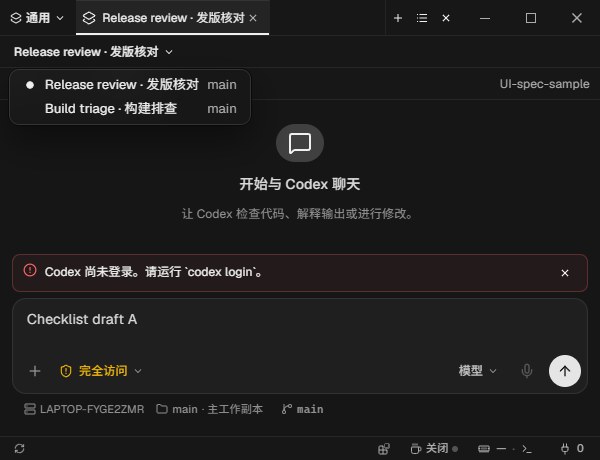 通用 Release review · 发版核对
Release review · 发版核对
Release review · 发版核对 main
Build triage · 构建排查 main
UI-spec-sample
开始与 Codex 聊天
让 Codex 检查代码、解释输出或进行修改。
Codex 尚未登录。请运行 `codex login`。
Checklist draft A
完全访问 模型
LAPTOP-FYGE2ZMR main · 主工作副本 main
关闭 — · 0